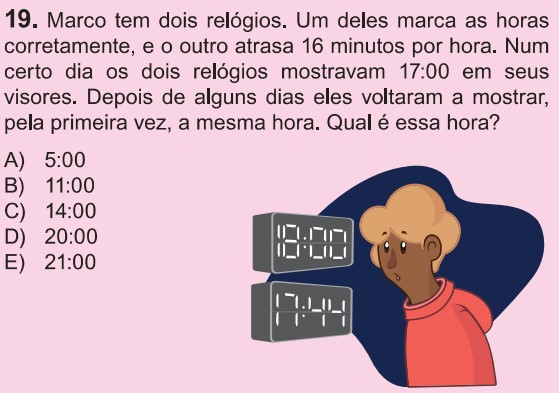 19. Marco tem dois relógios. Um deles marca as horas
corretamente, e o outro atrasa 16 minutos por hora. Num
certo dia os dois relógios mostravam 17:00 em seus
visores. Depois de alguns dias eles voltaram a mostrar,
pela primeira vez, a mesma hora. Qual é essa hora?
A) 5:00
B) 11:00
C) 14:00
D) 20:00
E) 21:00
18:00
17:44